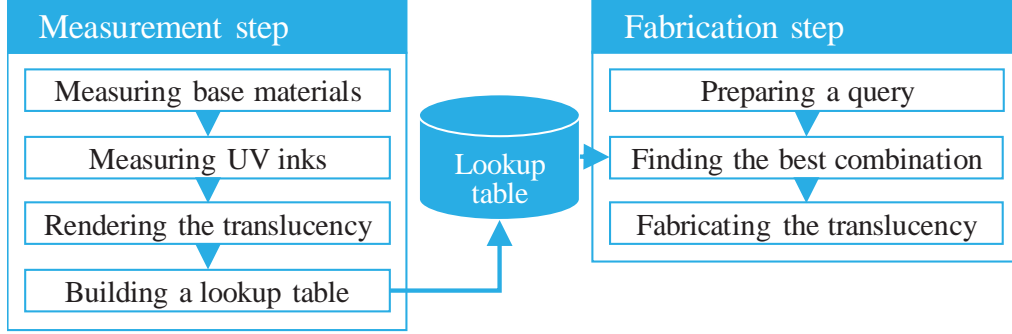 Measurement step
Measuring base materials
Measuring UV inks
Rendering the translucency
Building a lookup table
Lookup
table
Fabrication step
Preparing a query
Finding the best combination
Fabricating the translucency